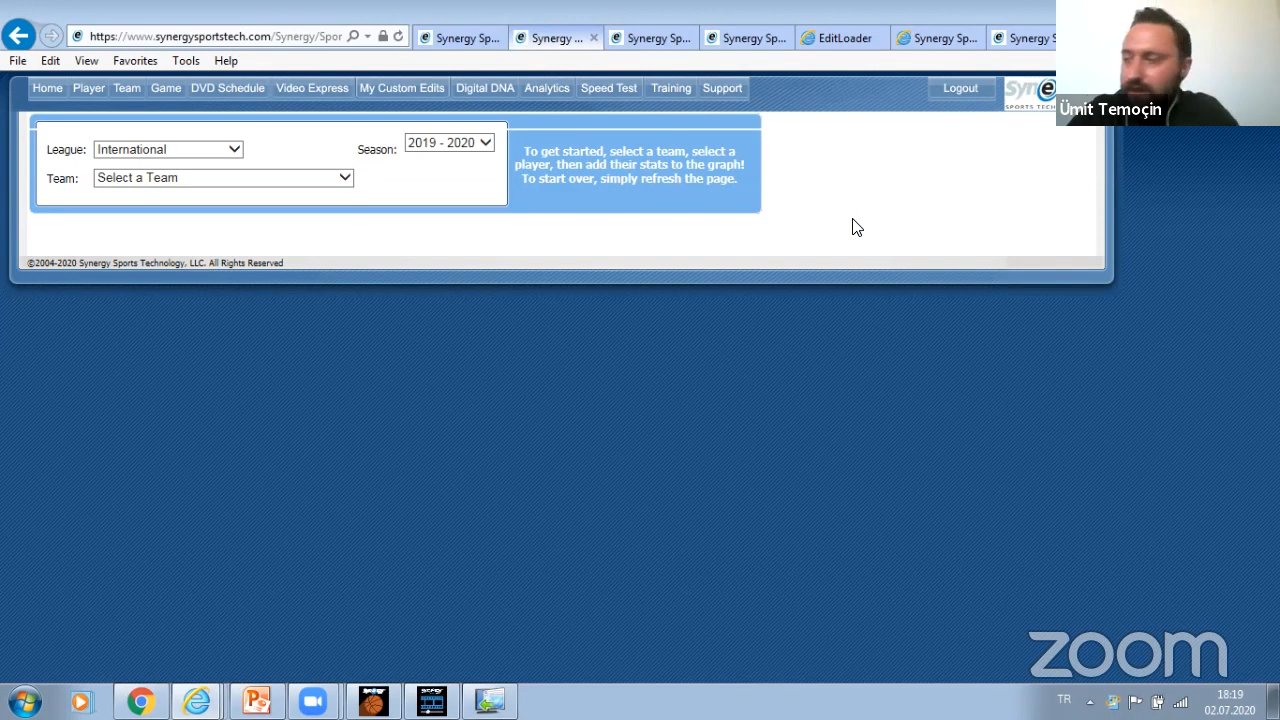 https://www.synergysportstech.com/Synergy/Spor
Synergy Sp...
Synergy ...
Synergy Sp...
Synergy Sp...
EditLoader
Synergy Sp...
Synergy S
File Edit View Favorites Tools Help
Home Player Team Game DVD Schedule Video Express My Custom Edits Digital DNA Analytics Speed Test Training Support Logout
Syne
SPORTS TECH
Ümit Temoçin
League: International Season: 2019 - 2020
Team: Select a Team
To get started, select a team, select a
player, then add their stats to the graph!
To start over, simply refresh the page.
©2004-2020 Synergy Sports Technology, LLC. All Rights Reserved
zoom
TR
18:19
02.07.2020